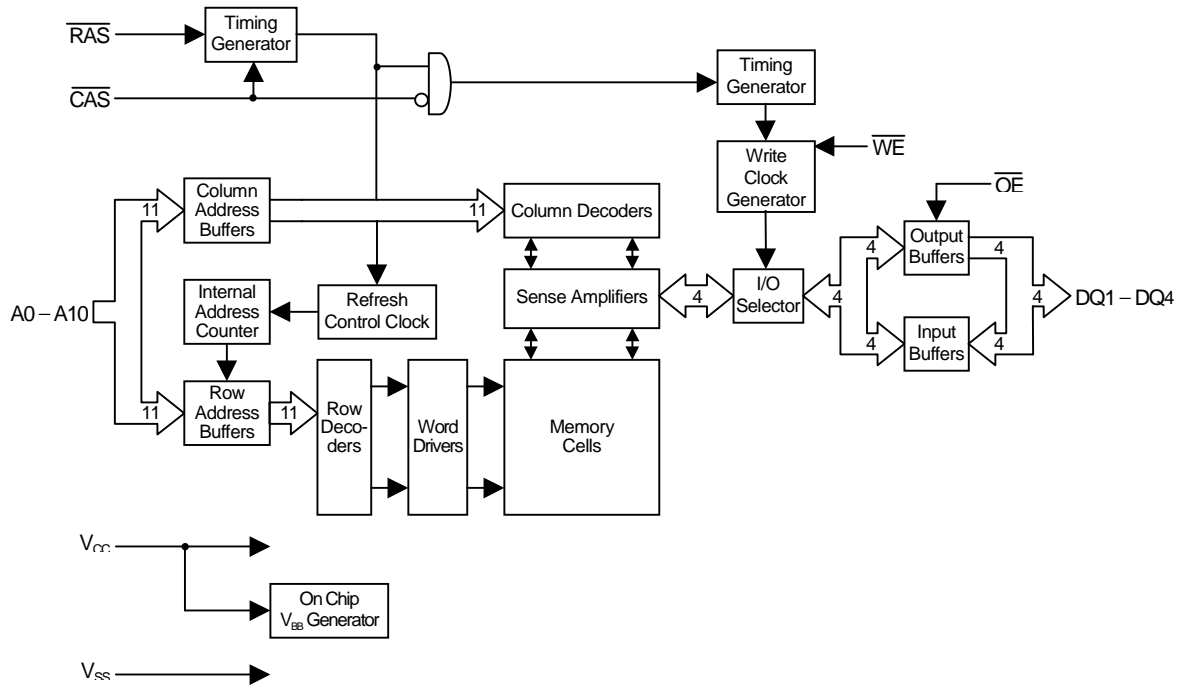 RAS
Timing
Generator
CAS
Timing
Generator
Write
Clock
Generator
WE
OE
11
Column
Address
Buffers
11
Column Decoders
Output
Buffers
4
4
Internal
Address
Counter
Refresh
Control Clock
Sense Amplifiers
4
I/O
Selector
4
4
DQ1 – DQ4
A0 – A10
4
Input
Buffers
4
11
Row
Address
Buffers
11
Row
Deco-
ders
Word
Drivers
Memory
Cells
VCC
On Chip
VBB Generator
VSS